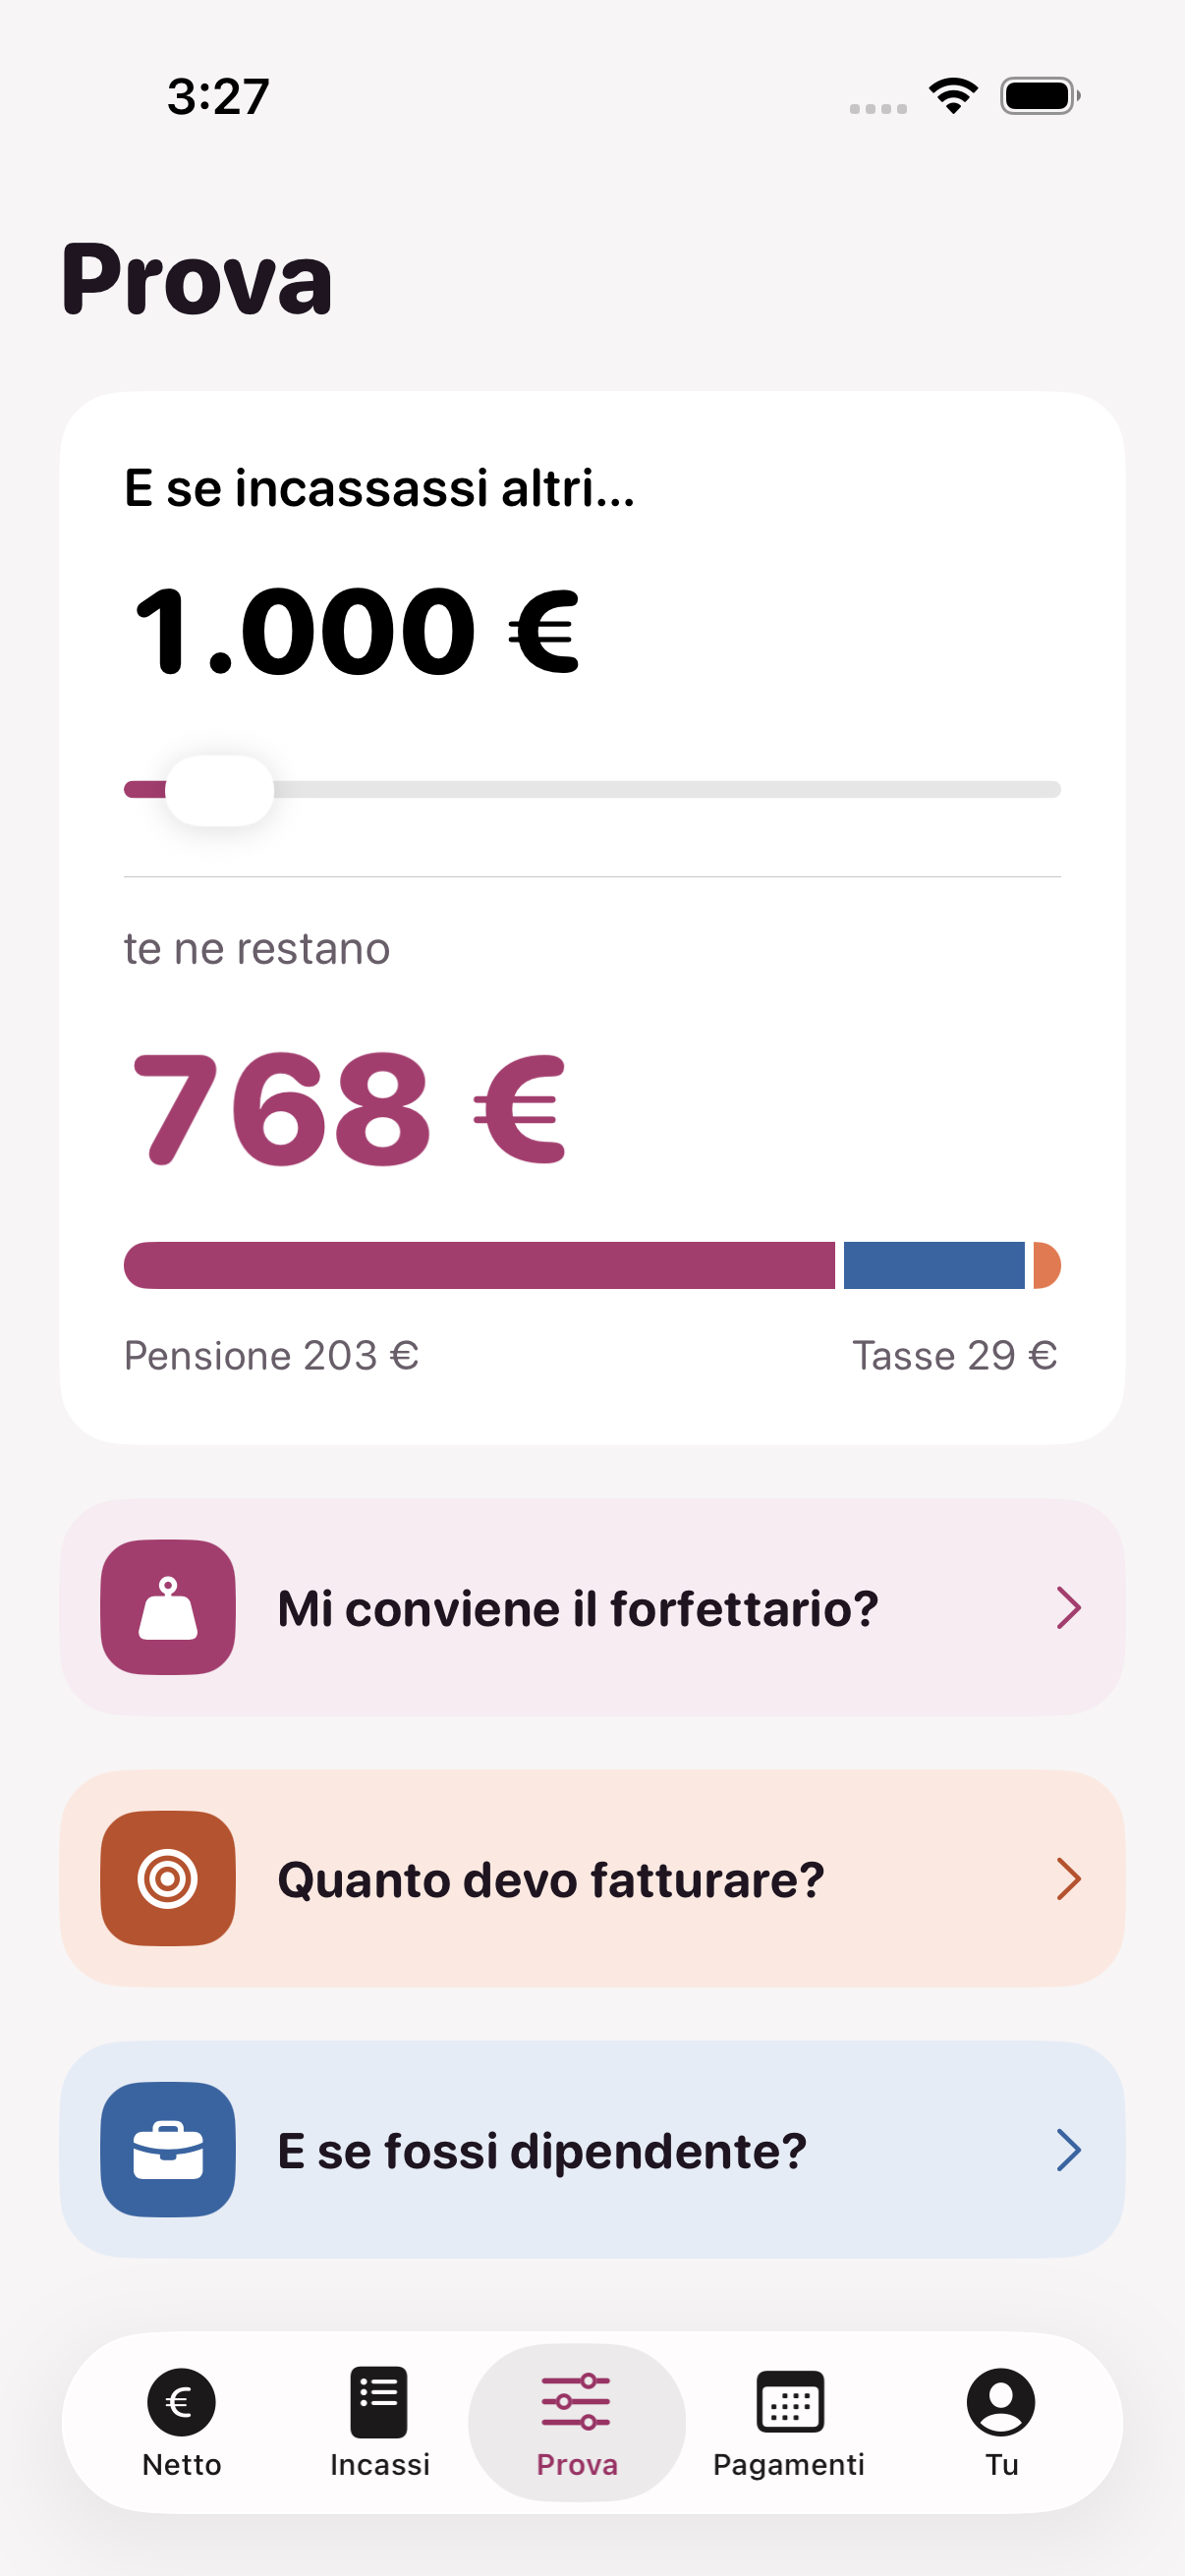 3:27
Prova
E se incassassi altri...
1.000 €
te ne restano
768 €
Pensione 203 € Tasse 29 €
Mi conviene il forfettario?
Quanto devo fatturare?
E se fossi dipendente?
€
Netto Incassi Prova Pagamenti Tu